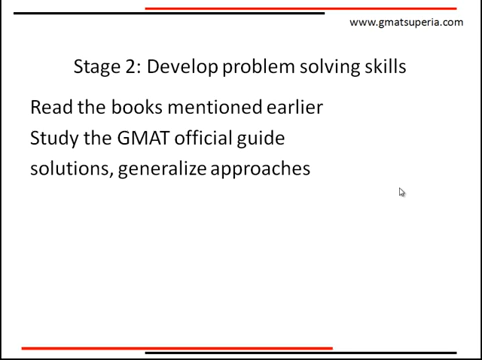 www.gmatsuperia.com
Stage 2: Develop problem solving skills
Read the books mentioned earlier
Study the GMAT official guide
solutions, generalize approaches